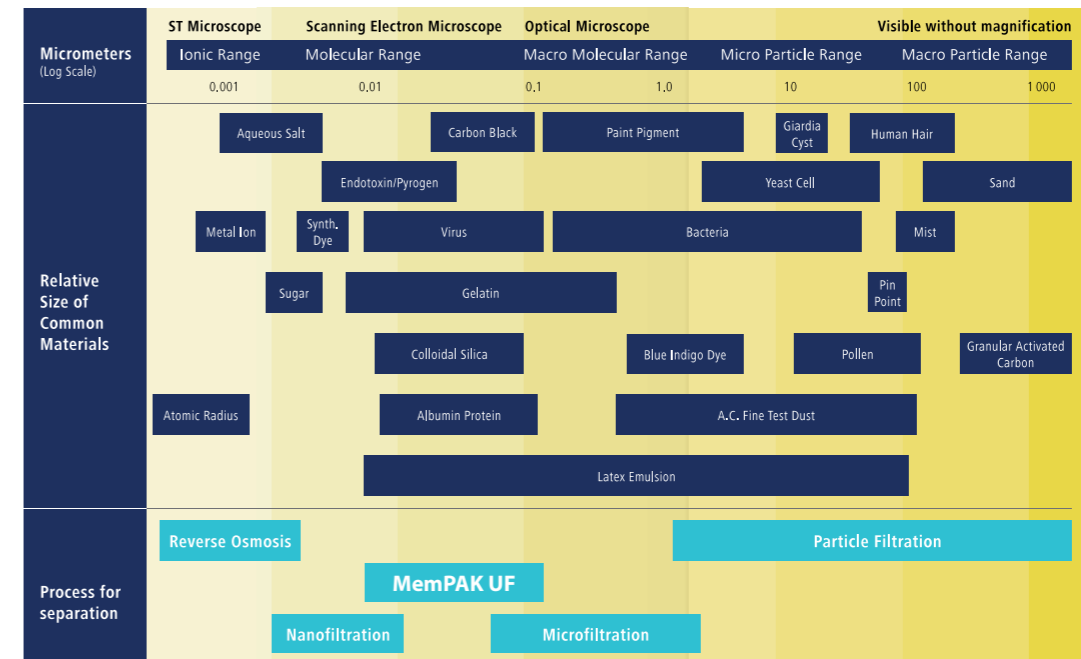 ST Microscope Scanning Electron Microscope Optical Microscope Visible without magnification
Micrometers
(Log Scale)
Ionic Range Molecular Range Macro Molecular Range Micro Particle Range Macro Particle Range
0.001 0.01 0.1 1.0 10 100 1 000
Relative
Size of
Common
Materials
Aqueous Salt
Carbon Black
Paint Pigment
Giardia
Cyst
Human Hair
Endotoxin/Pyrogen
Yeast Cell
Sand
Metal Ion
Synth.
Dye
Virus
Bacteria
Mist
Sugar
Gelatin
Pin
Point
Colloidal Silica
Blue Indigo Dye
Pollen
Granular Activated
Carbon
Atomic Radius
Albumin Protein
A.C. Fine Test Dust
Latex Emulsion
Process for
separation
Reverse Osmosis
Particle Filtration
MemPAK UF
Nanofiltration
Microfiltration